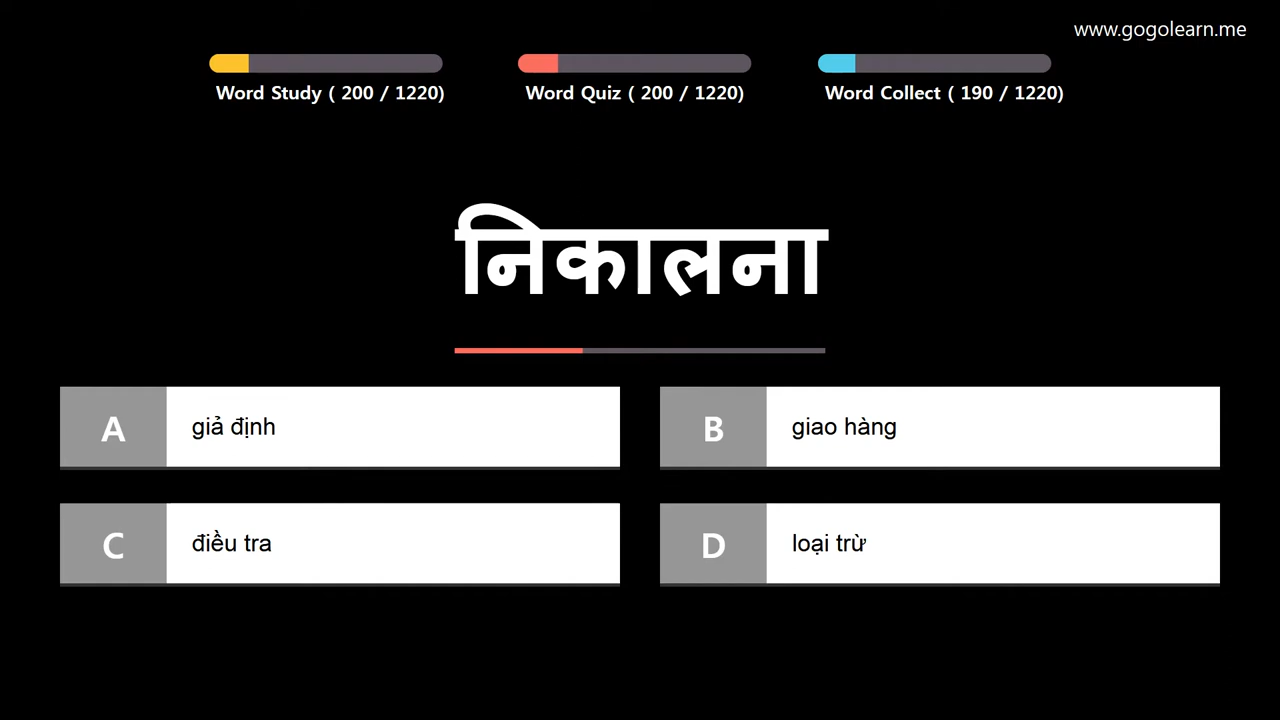 www.gogolearn.me
Word Study ( 200 / 1220)
Word Quiz ( 200 / 1220)
Word Collect ( 190 / 1220)
निकालना
A giả định
B giao hàng
C điều tra
D loại trừ